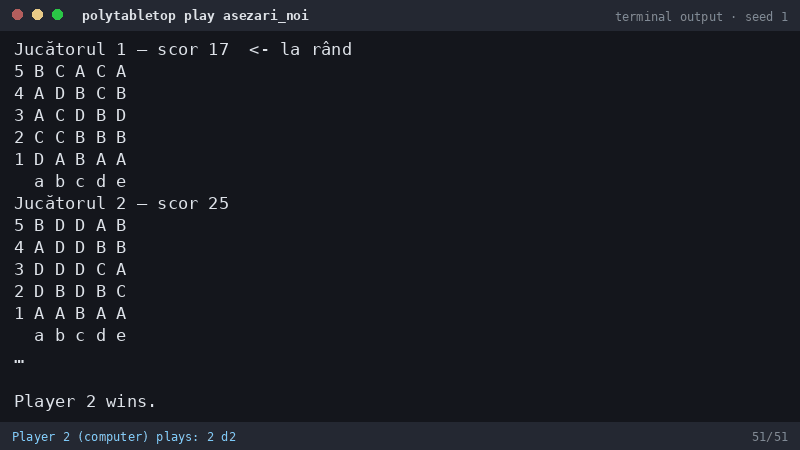 polytabletop play asezari_noi
terminal output · seed 1
Jucătorul 1 — scor 17  <- la rând
5 B C A C A
4 A D B C B
3 A C D B D
2 C C B B B
1 D A B A A
  a b c d e
Jucătorul 2 — scor 25
5 B D D A B
4 A D D B B
3 D D D C A
2 D B D B C
1 A A B A A
  a b c d e
…
Player 2 wins.
Player 2 (computer) plays: 2 d2
51/51